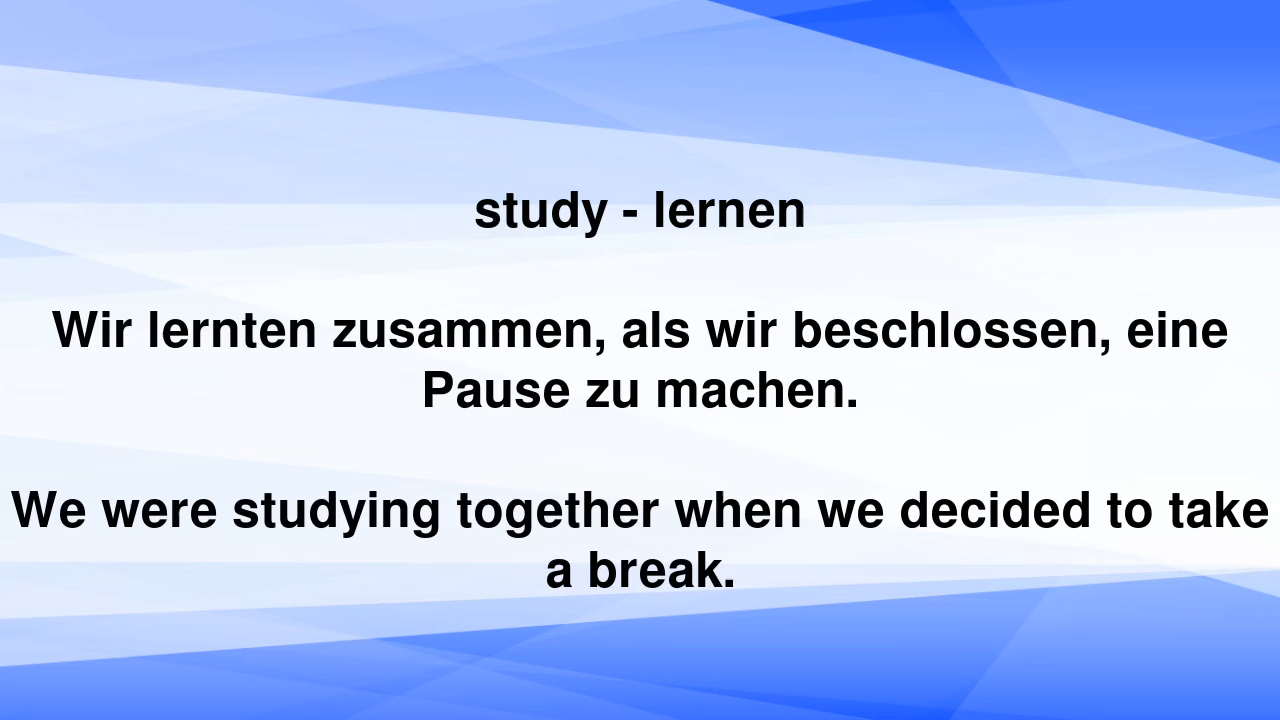 study - lernen
Wir lernten zusammen, als wir beschlossen, eine
Pause zu machen.
We were studying together when we decided to take
a break.